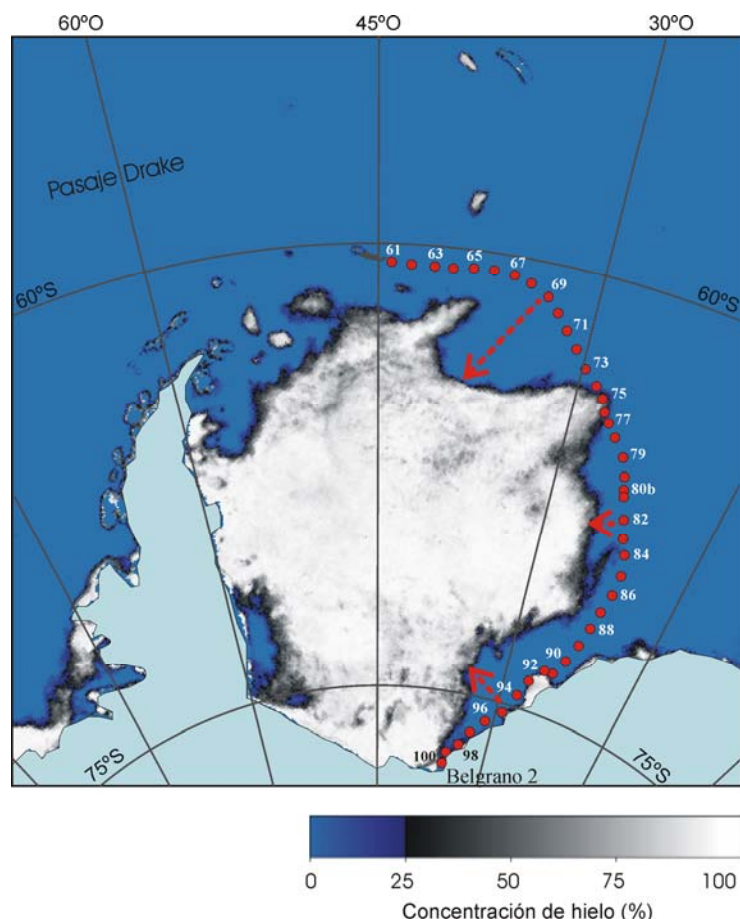 60ºO 45ºO 30ºO
Pasaje Drake
61 63 65 67
69
60ºS 60ºS
71
73
75
77
79
80b
82
84
86
88
90
92
94
96
98
100
Belgrano 2
75ºS 75ºS
0 25 50 75 100
Concentración de hielo (%)